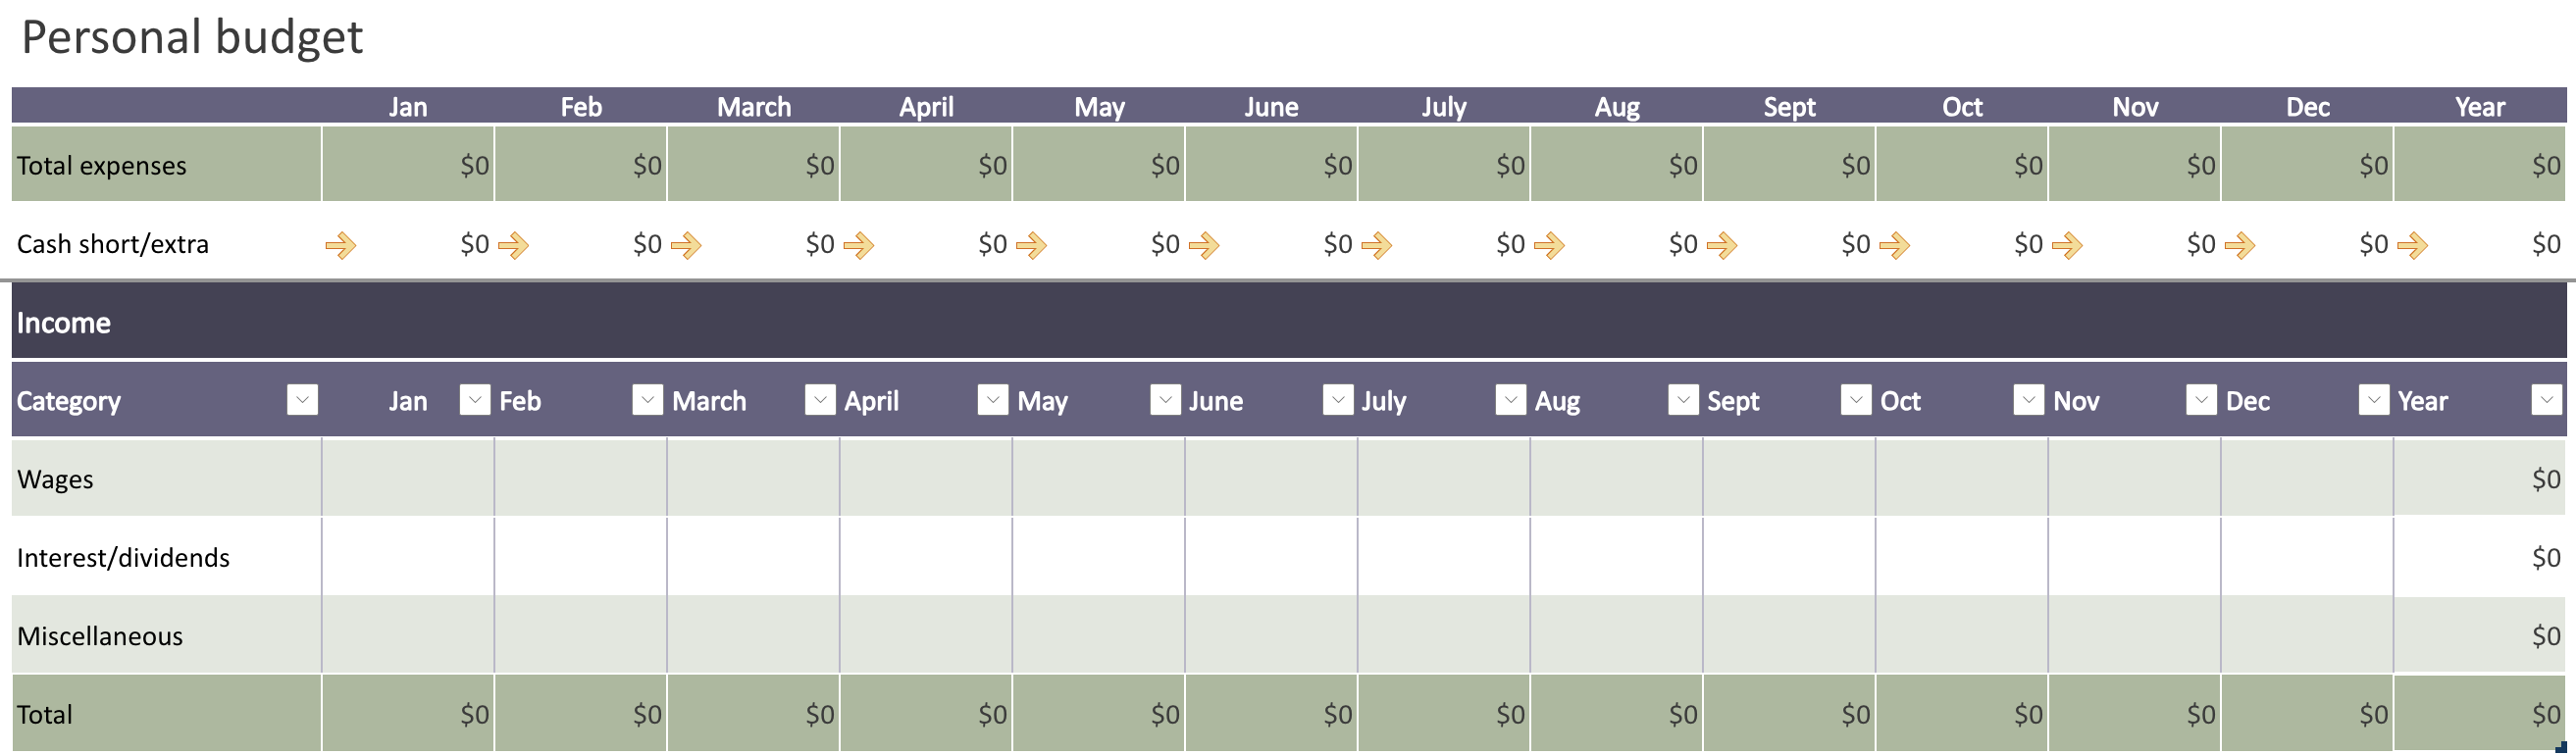 Personal budget
Jan Feb March April May June July Aug Sept Oct Nov Dec Year
Total expenses $0 $0 $0 $0 $0 $0 $0 $0 $0 $0 $0 $0 $0
Cash short/extra $0 $0 $0 $0 $0 $0 $0 $0 $0 $0 $0 $0 $0
Income
Category Jan Feb March April May June July Aug Sept Oct Nov Dec Year
Wages $0
Interest/dividends $0
Miscellaneous $0
Total $0 $0 $0 $0 $0 $0 $0 $0 $0 $0 $0 $0 $0